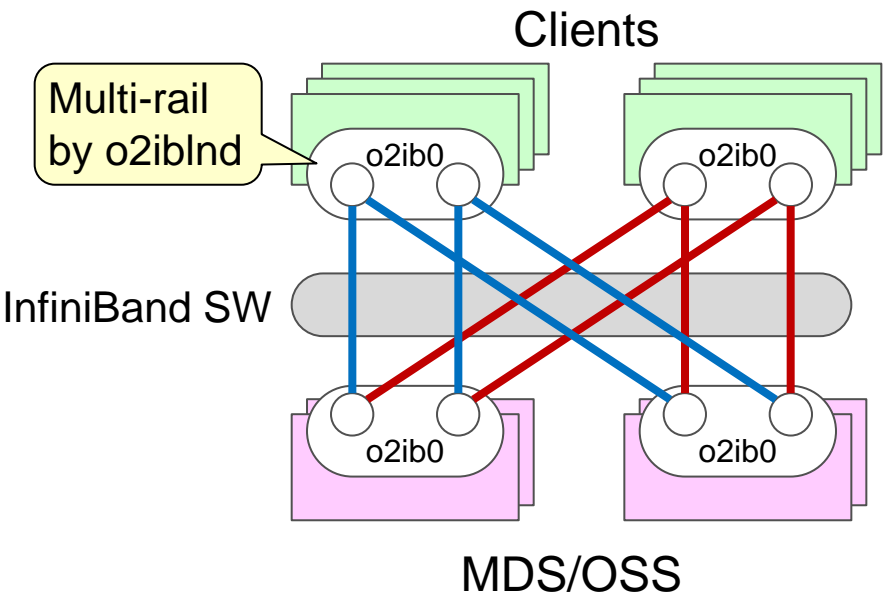 Clients
Multi-rail
by o2iblnd
o2ib0
o2ib0
InfiniBand SW
o2ib0
o2ib0
MDS/OSS